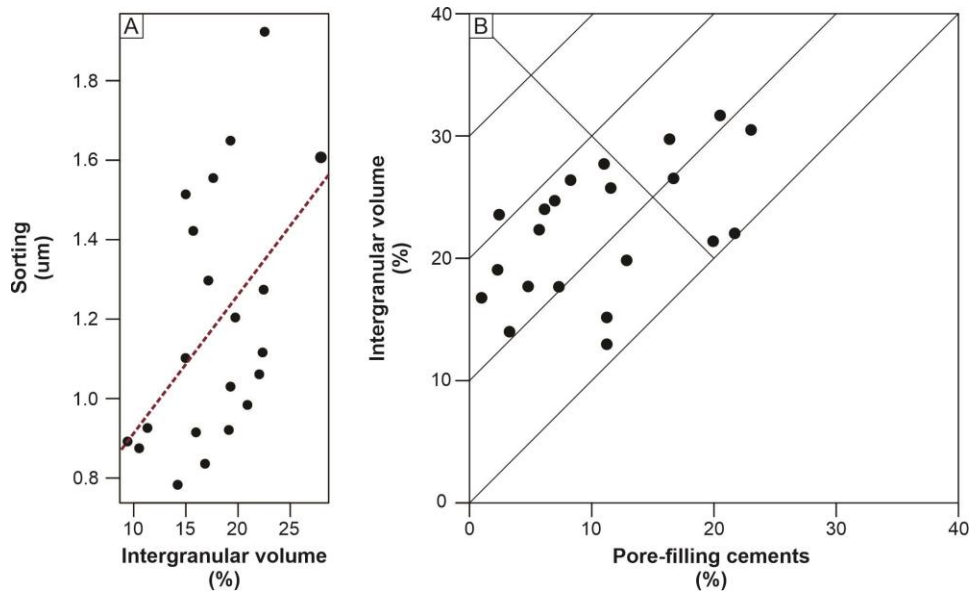 A
1.8
1.6
1.4
1.2
1.0
0.8
Sorting
(um)
10 15 20 25
Intergranular volume
(%)
B
40
30
20
10
0
Intergranular volume
(%)
0 10 20 30 40
Pore-filling cements
(%)